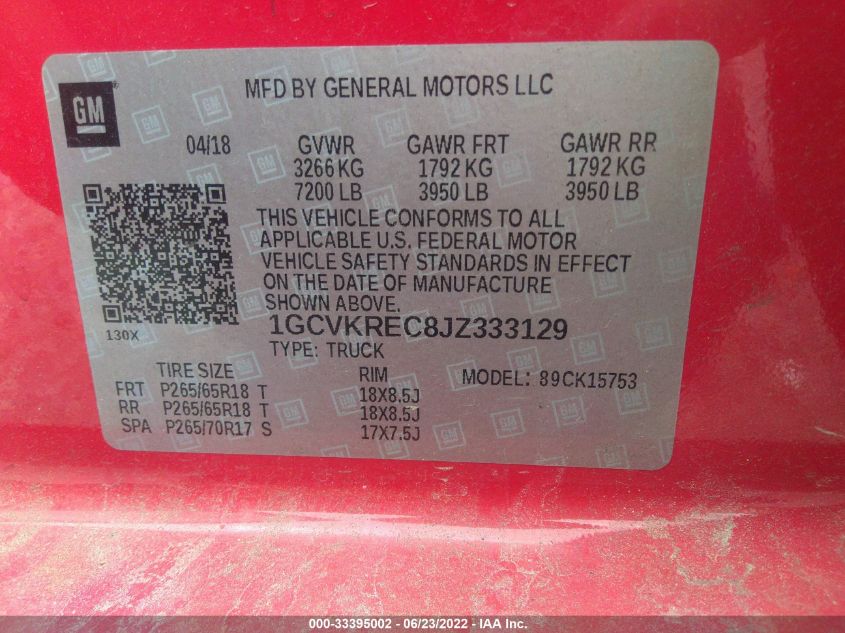 GM
MFD BY GENERAL MOTORS LLC
04/18 GVWR GAWR FRT GAWR RR
3266 KG 1792 KG 1792 KG
7200 LB 3950 LB 3950 LB
THIS VEHICLE CONFORMS TO ALL
APPLICABLE U.S. FEDERAL MOTOR
VEHICLE SAFETY STANDARDS IN EFFECT
ON THE DATE OF MANUFACTURE
SHOWN ABOVE.
130X
1GCVKREC8JZ333129
TYPE: TRUCK
TIRE SIZE RIM MODEL: 89CK15753
FRT P265/65R18 T 18X8.5J
RR P265/65R18 T 18X8.5J
SPA P265/70R17 S 17X7.5J
000-33395002 - 06/23/2022 - © IAA Inc.